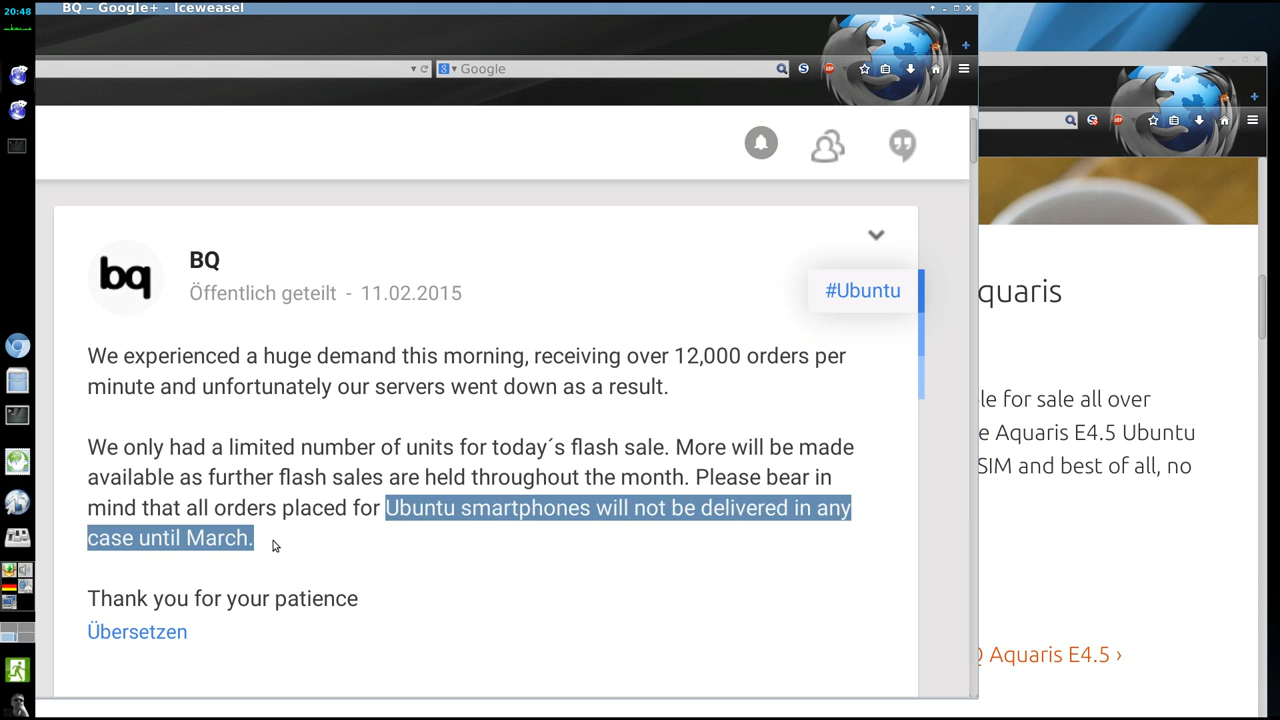 20:48
BQ – Google+ - Iceweasel
Google
bq
BQ
Öffentlich geteilt - 11.02.2015
#Ubuntu
We experienced a huge demand this morning, receiving over 12,000 orders per
minute and unfortunately our servers went down as a result.
We only had a limited number of units for today´s flash sale. More will be made
available as further flash sales are held throughout the month. Please bear in
mind that all orders placed for Ubuntu smartphones will not be delivered in any
case until March.
Thank you for your patience
Übersetzen
quaris
le for sale all over
e Aquaris E4.5 Ubuntu
SIM and best of all, no
Aquaris E4.5 ›